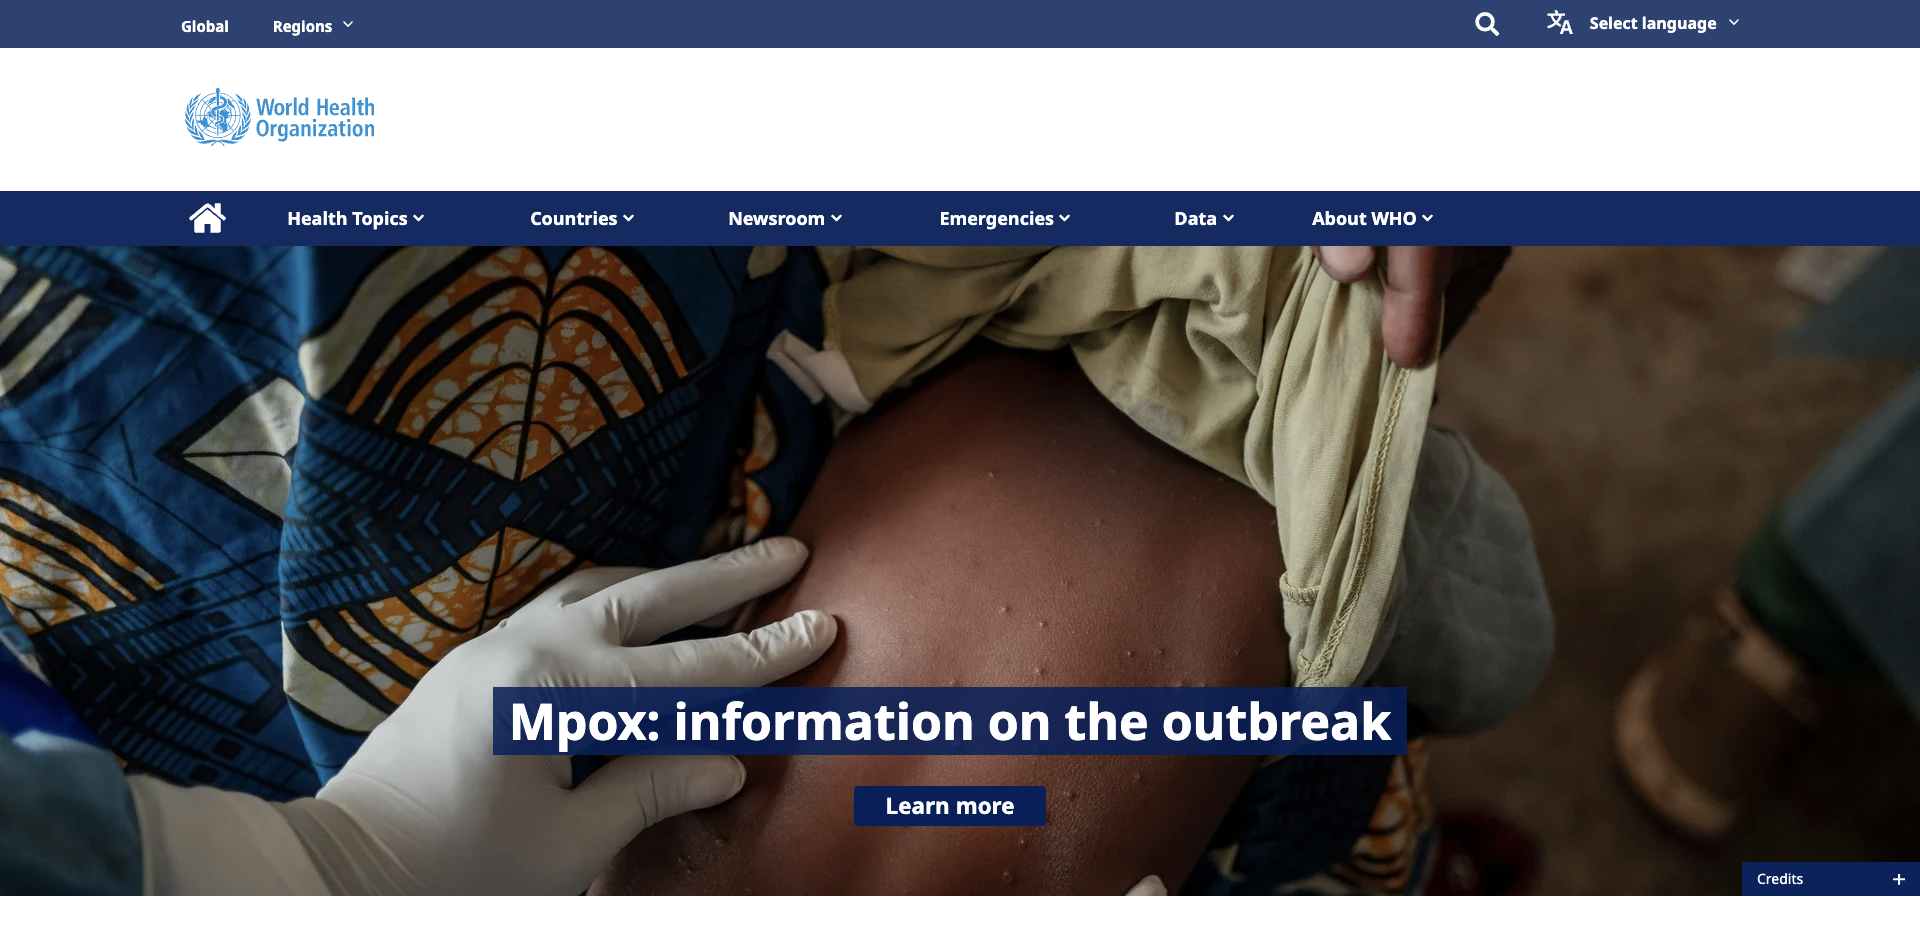 Global
Regions
Select language
World Health
Organization
Health Topics
Countries
Newsroom
Emergencies
Data
About WHO
Mpox: information on the outbreak
Learn more
Credits